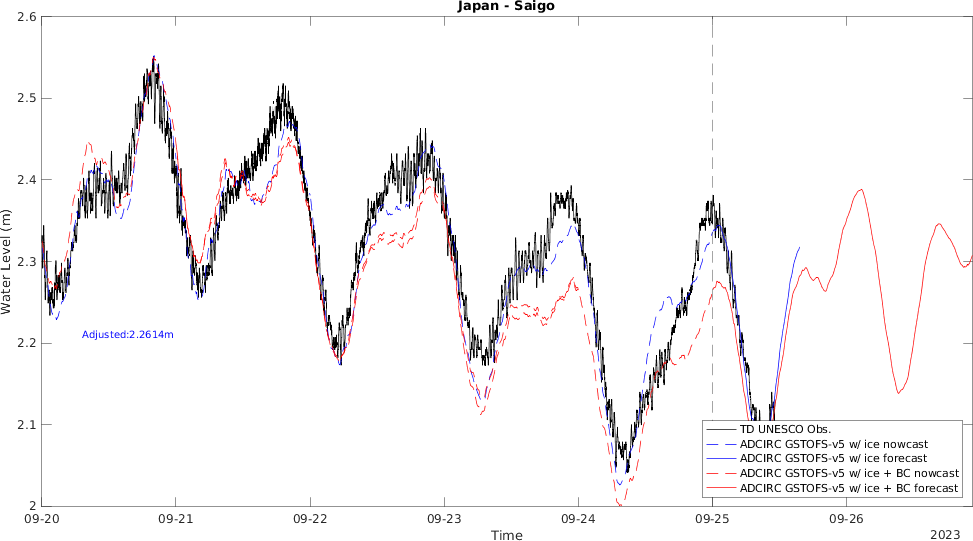 Japan - Saigo
2.6
2.5
2.4
2.3
2.2
2.1
2
Water Level (m)
Adjusted:2.2614m
TD UNESCO Obs.
ADCIRC GSTOFS-v5 w/ ice nowcast
ADCIRC GSTOFS-v5 w/ ice forecast
ADCIRC GSTOFS-v5 w/ ice + BC nowcast
ADCIRC GSTOFS-v5 w/ ice + BC forecast
09-20 09-21 09-22 09-23 09-24 09-25 09-26
Time
2023